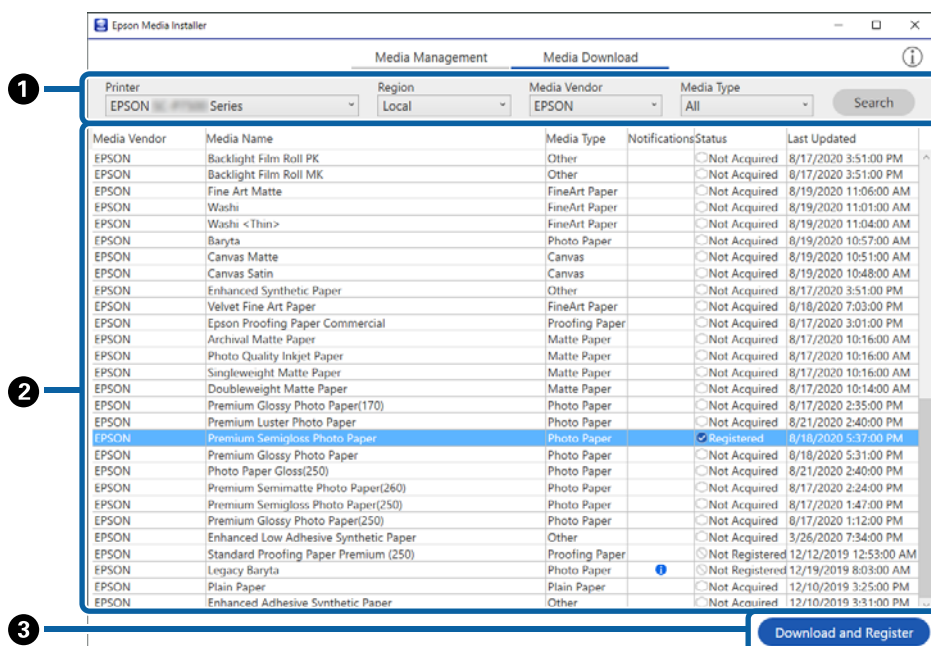 Epson Media Installer
Media Management Media Download
1
Printer Region Media Vendor Media Type
EPSON Series Local EPSON All Search
2
Media Vendor Media Name Media Type Notifications Status Last Updated
EPSON Backlight Film Roll PK Other Not Acquired 8/17/2020 3:51:00 PM
EPSON Backlight Film Roll MK Other Not Acquired 8/17/2020 3:51:00 PM
EPSON Fine Art Matte FineArt Paper Not Acquired 8/19/2020 11:06:00 AM
EPSON Washi FineArt Paper Not Acquired 8/19/2020 11:01:00 AM
EPSON Washi <Thin> FineArt Paper Not Acquired 8/19/2020 11:04:00 AM
EPSON Baryta Photo Paper Not Acquired 8/19/2020 10:57:00 AM
EPSON Canvas Matte Canvas Not Acquired 8/19/2020 10:51:00 AM
EPSON Canvas Satin Canvas Not Acquired 8/19/2020 10:48:00 AM
EPSON Enhanced Synthetic Paper Other Not Acquired 8/17/2020 3:51:00 PM
EPSON Velvet Fine Art Paper FineArt Paper Not Acquired 8/18/2020 7:03:00 PM
EPSON Epson Proofing Paper Commercial Proofing Paper Not Acquired 8/17/2020 3:01:00 PM
EPSON Archival Matte Paper Matte Paper Not Acquired 8/17/2020 10:16:00 AM
EPSON Photo Quality Inkjet Paper Matte Paper Not Acquired 8/17/2020 10:16:00 AM
EPSON Singleweight Matte Paper Matte Paper Not Acquired 8/17/2020 10:16:00 AM
EPSON Doubleweight Matte Paper Matte Paper Not Acquired 8/17/2020 10:14:00 AM
EPSON Premium Glossy Photo Paper(170) Photo Paper Not Acquired 8/17/2020 2:35:00 PM
EPSON Premium Luster Photo Paper Photo Paper Not Acquired 8/21/2020 2:40:00 PM
EPSON Premium Semigloss Photo Paper Photo Paper Registered 8/18/2020 5:37:00 PM
EPSON Premium Glossy Photo Paper Photo Paper Not Acquired 8/18/2020 5:31:00 PM
EPSON Photo Paper Gloss(250) Photo Paper Not Acquired 8/21/2020 2:40:00 PM
EPSON Premium Semimatte Photo Paper(260) Photo Paper Not Acquired 8/17/2020 2:24:00 PM
EPSON Premium Semigloss Photo Paper(250) Photo Paper Not Acquired 8/17/2020 1:47:00 PM
EPSON Premium Glossy Photo Paper(250) Photo Paper Not Acquired 8/17/2020 1:12:00 PM
EPSON Enhanced Low Adhesive Synthetic Paper Other Not Acquired 3/26/2020 7:34:00 PM
EPSON Standard Proofing Paper Premium (250) Proofing Paper Not Registered 12/12/2019 12:53:00 AM
EPSON Legacy Baryta Photo Paper Not Registered 12/19/2019 8:03:00 AM
EPSON Plain Paper Plain Paper Not Acquired 12/10/2019 3:25:00 PM
EPSON Enhanced Adhesive Synthetic Paper Other Not Acquired 12/10/2019 3:31:00 PM
3
Download and Register